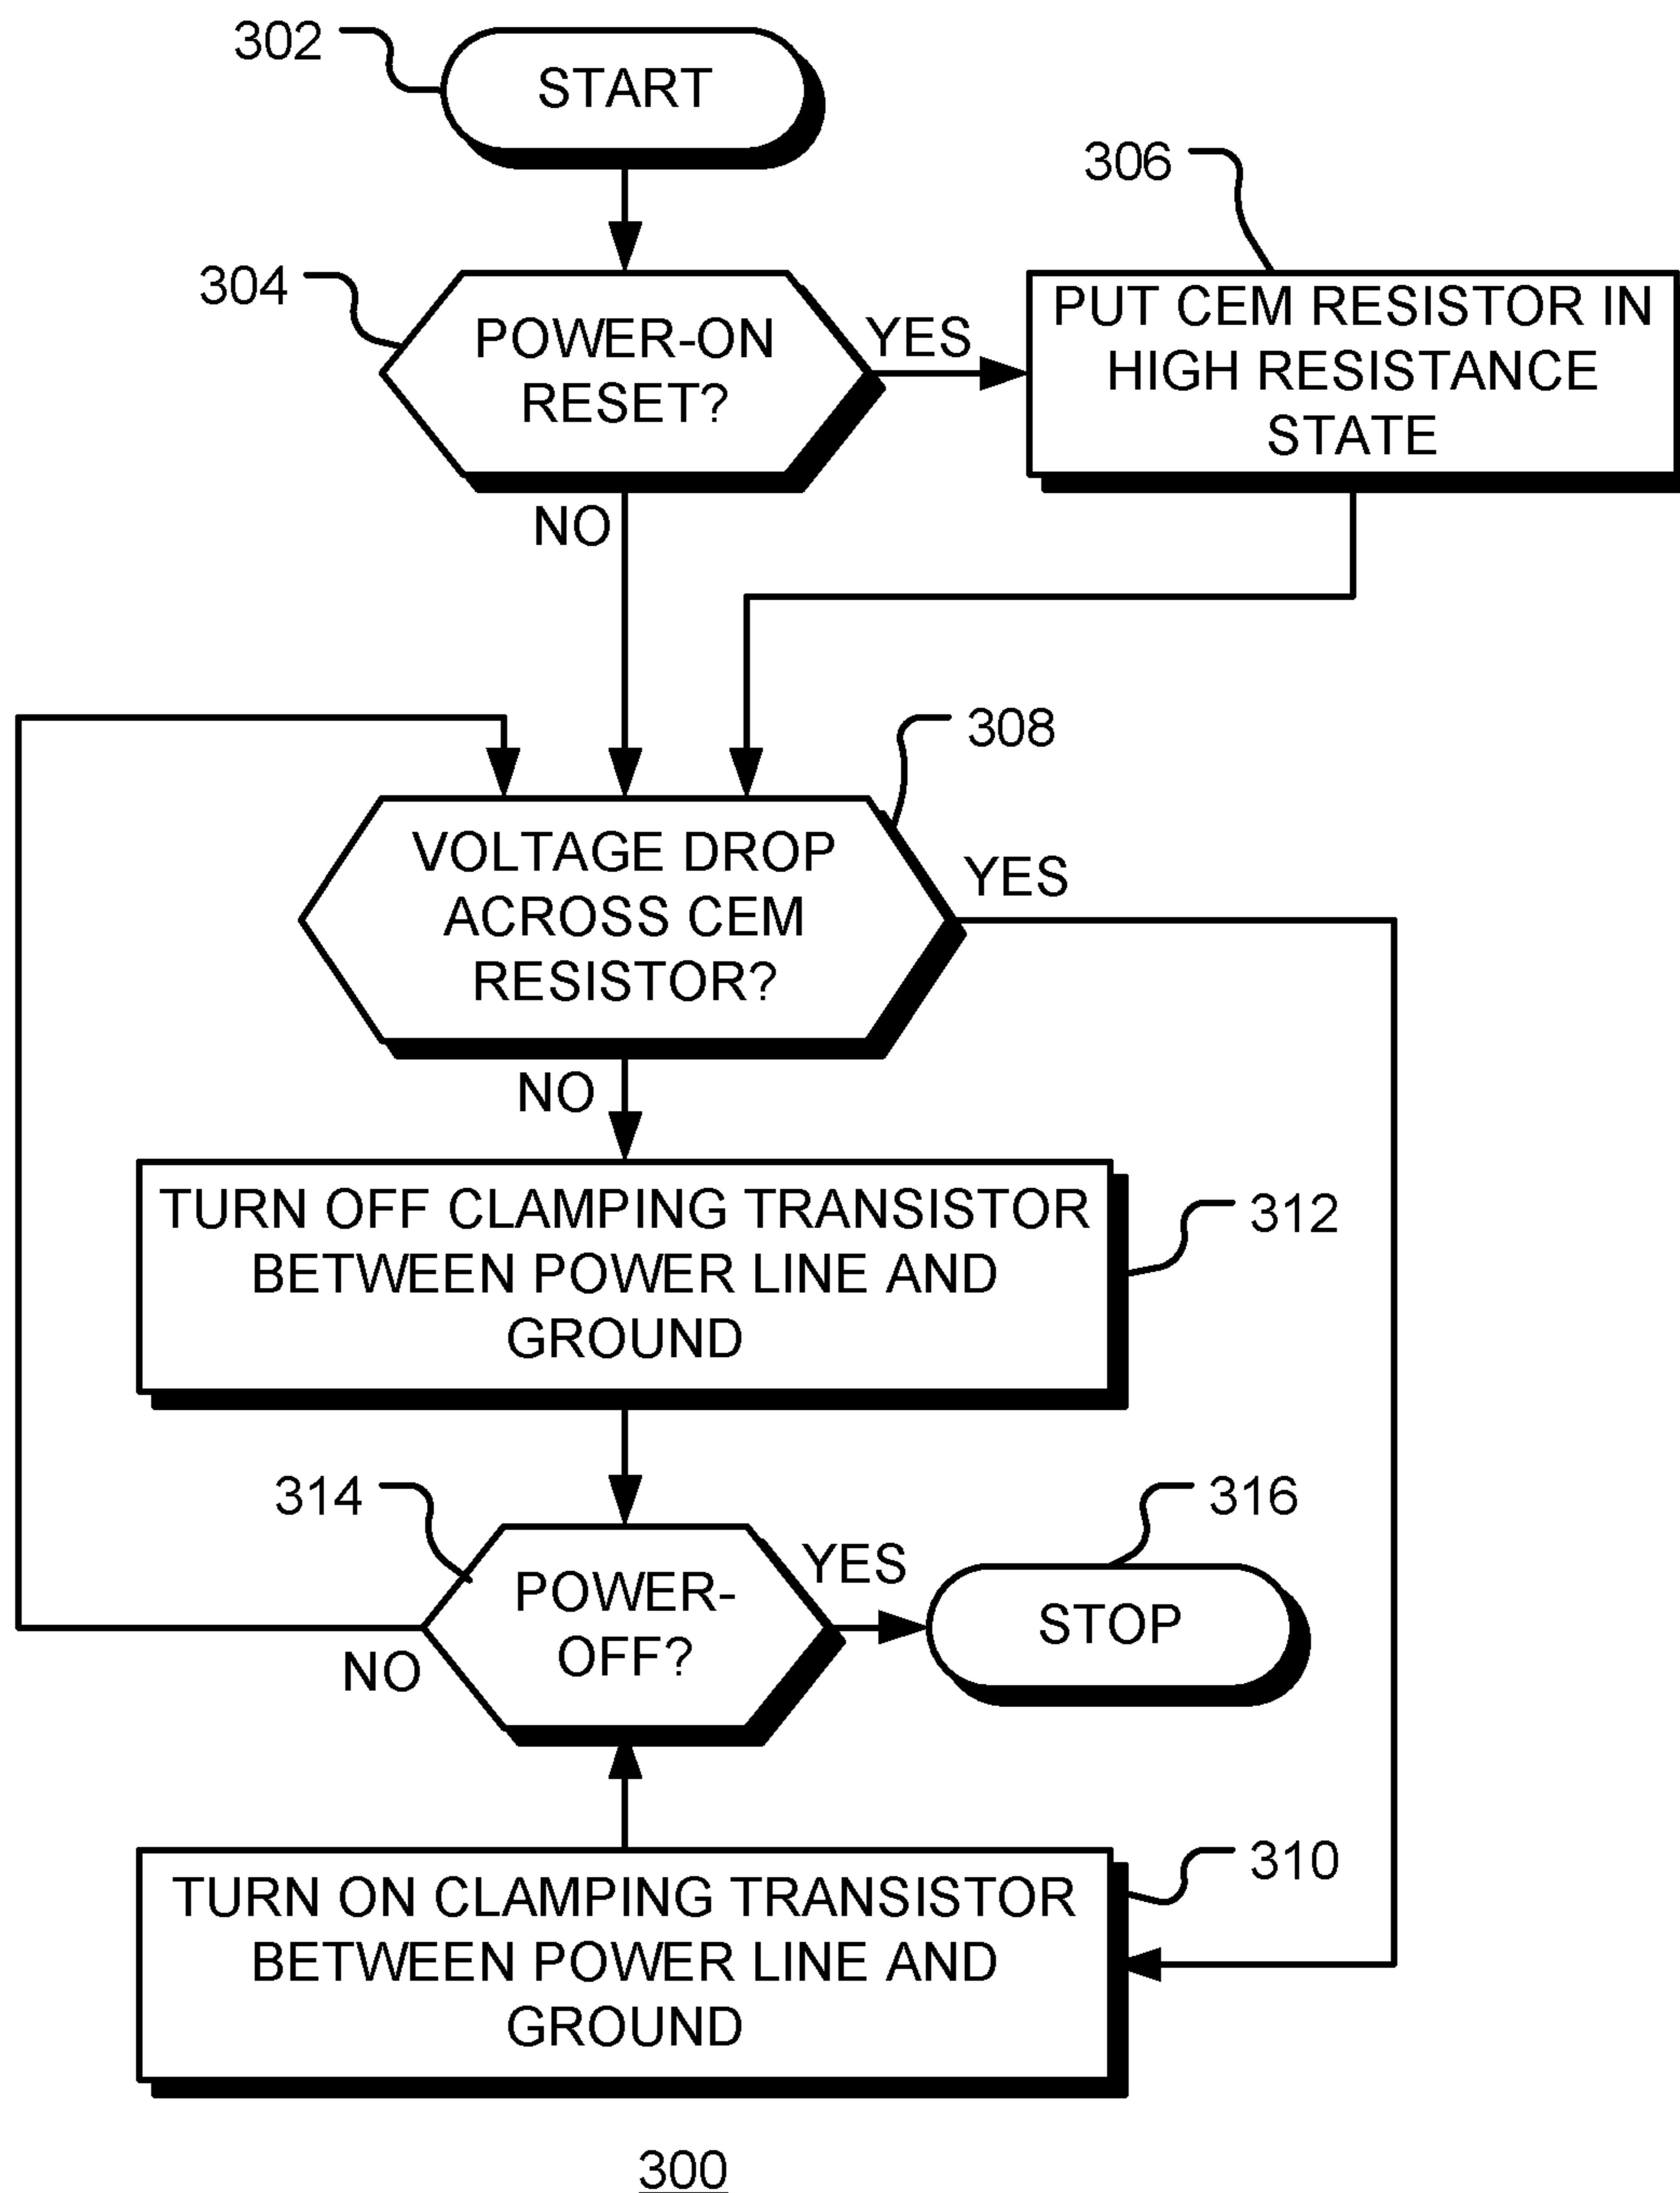 302
START
306
304
POWER-ON
RESET?
YES
PUT CEM RESISTOR IN
HIGH RESISTANCE
STATE
NO
308
VOLTAGE DROP
ACROSS CEM
RESISTOR?
YES
NO
TURN OFF CLAMPING TRANSISTOR
BETWEEN POWER LINE AND
GROUND
312
314
POWER-
OFF?
YES
316
STOP
NO
310
TURN ON CLAMPING TRANSISTOR
BETWEEN POWER LINE AND
GROUND
300